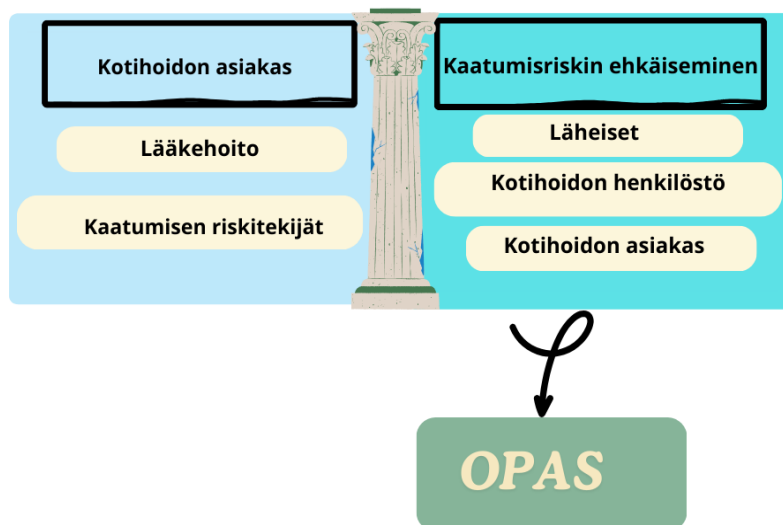 Kotihoidon asiakas
Lääkehoito
Kaatumisen riskitekijät
Kaatumisriskin ehkäiseminen
Läheiset
Kotihoidon henkilöstö
Kotihoidon asiakas
OPAS